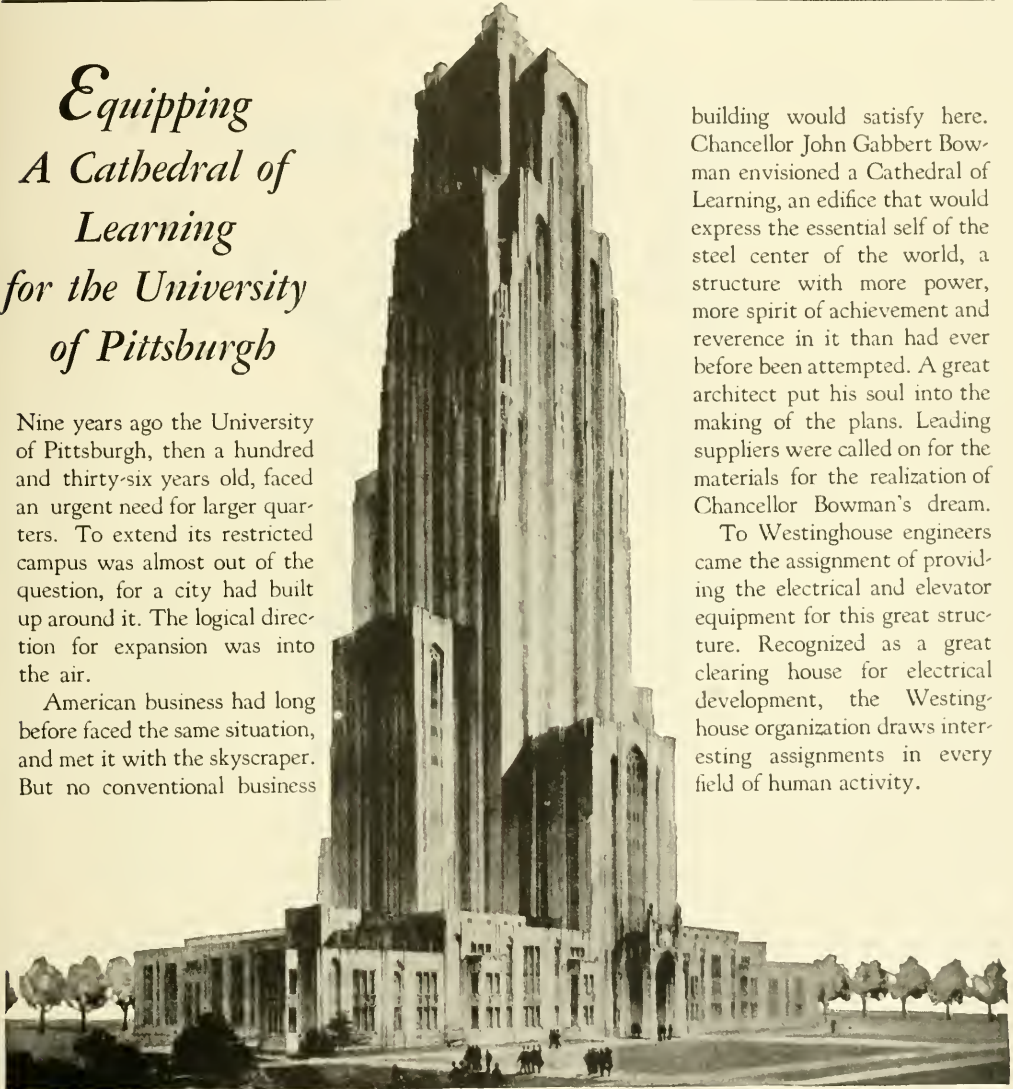 Equipping
A Cathedral of
Learning
for the University
of Pittsburgh
Nine years ago the University
of Pittsburgh, then a hundred
and thirty-six years old, faced
an urgent need for larger quar-
ters. To extend its restricted
campus was almost out of the
question, for a city had built
up around it. The logical direc-
tion for expansion was into
the air.
American business had long
before faced the same situation,
and met it with the skyscraper.
But no conventional business
building would satisfy here.
Chancellor John Gabbert Bow-
man envisioned a Cathedral of
Learning, an edifice that would
express the essential self of the
steel center of the world, a
structure with more power,
more spirit of achievement and
reverence in it than had ever
before been attempted. A great
architect put his soul into the
making of the plans. Leading
suppliers were called on for the
materials for the realization of
Chancellor Bowman's dream.
To Westinghouse engineers
came the assignment of provid-
ing the electrical and elevator
equipment for this great struc-
ture. Recognized as a great
clearing house for electrical
development, the Westing-
house organization draws inter-
esting assignments in every
field of human activity.